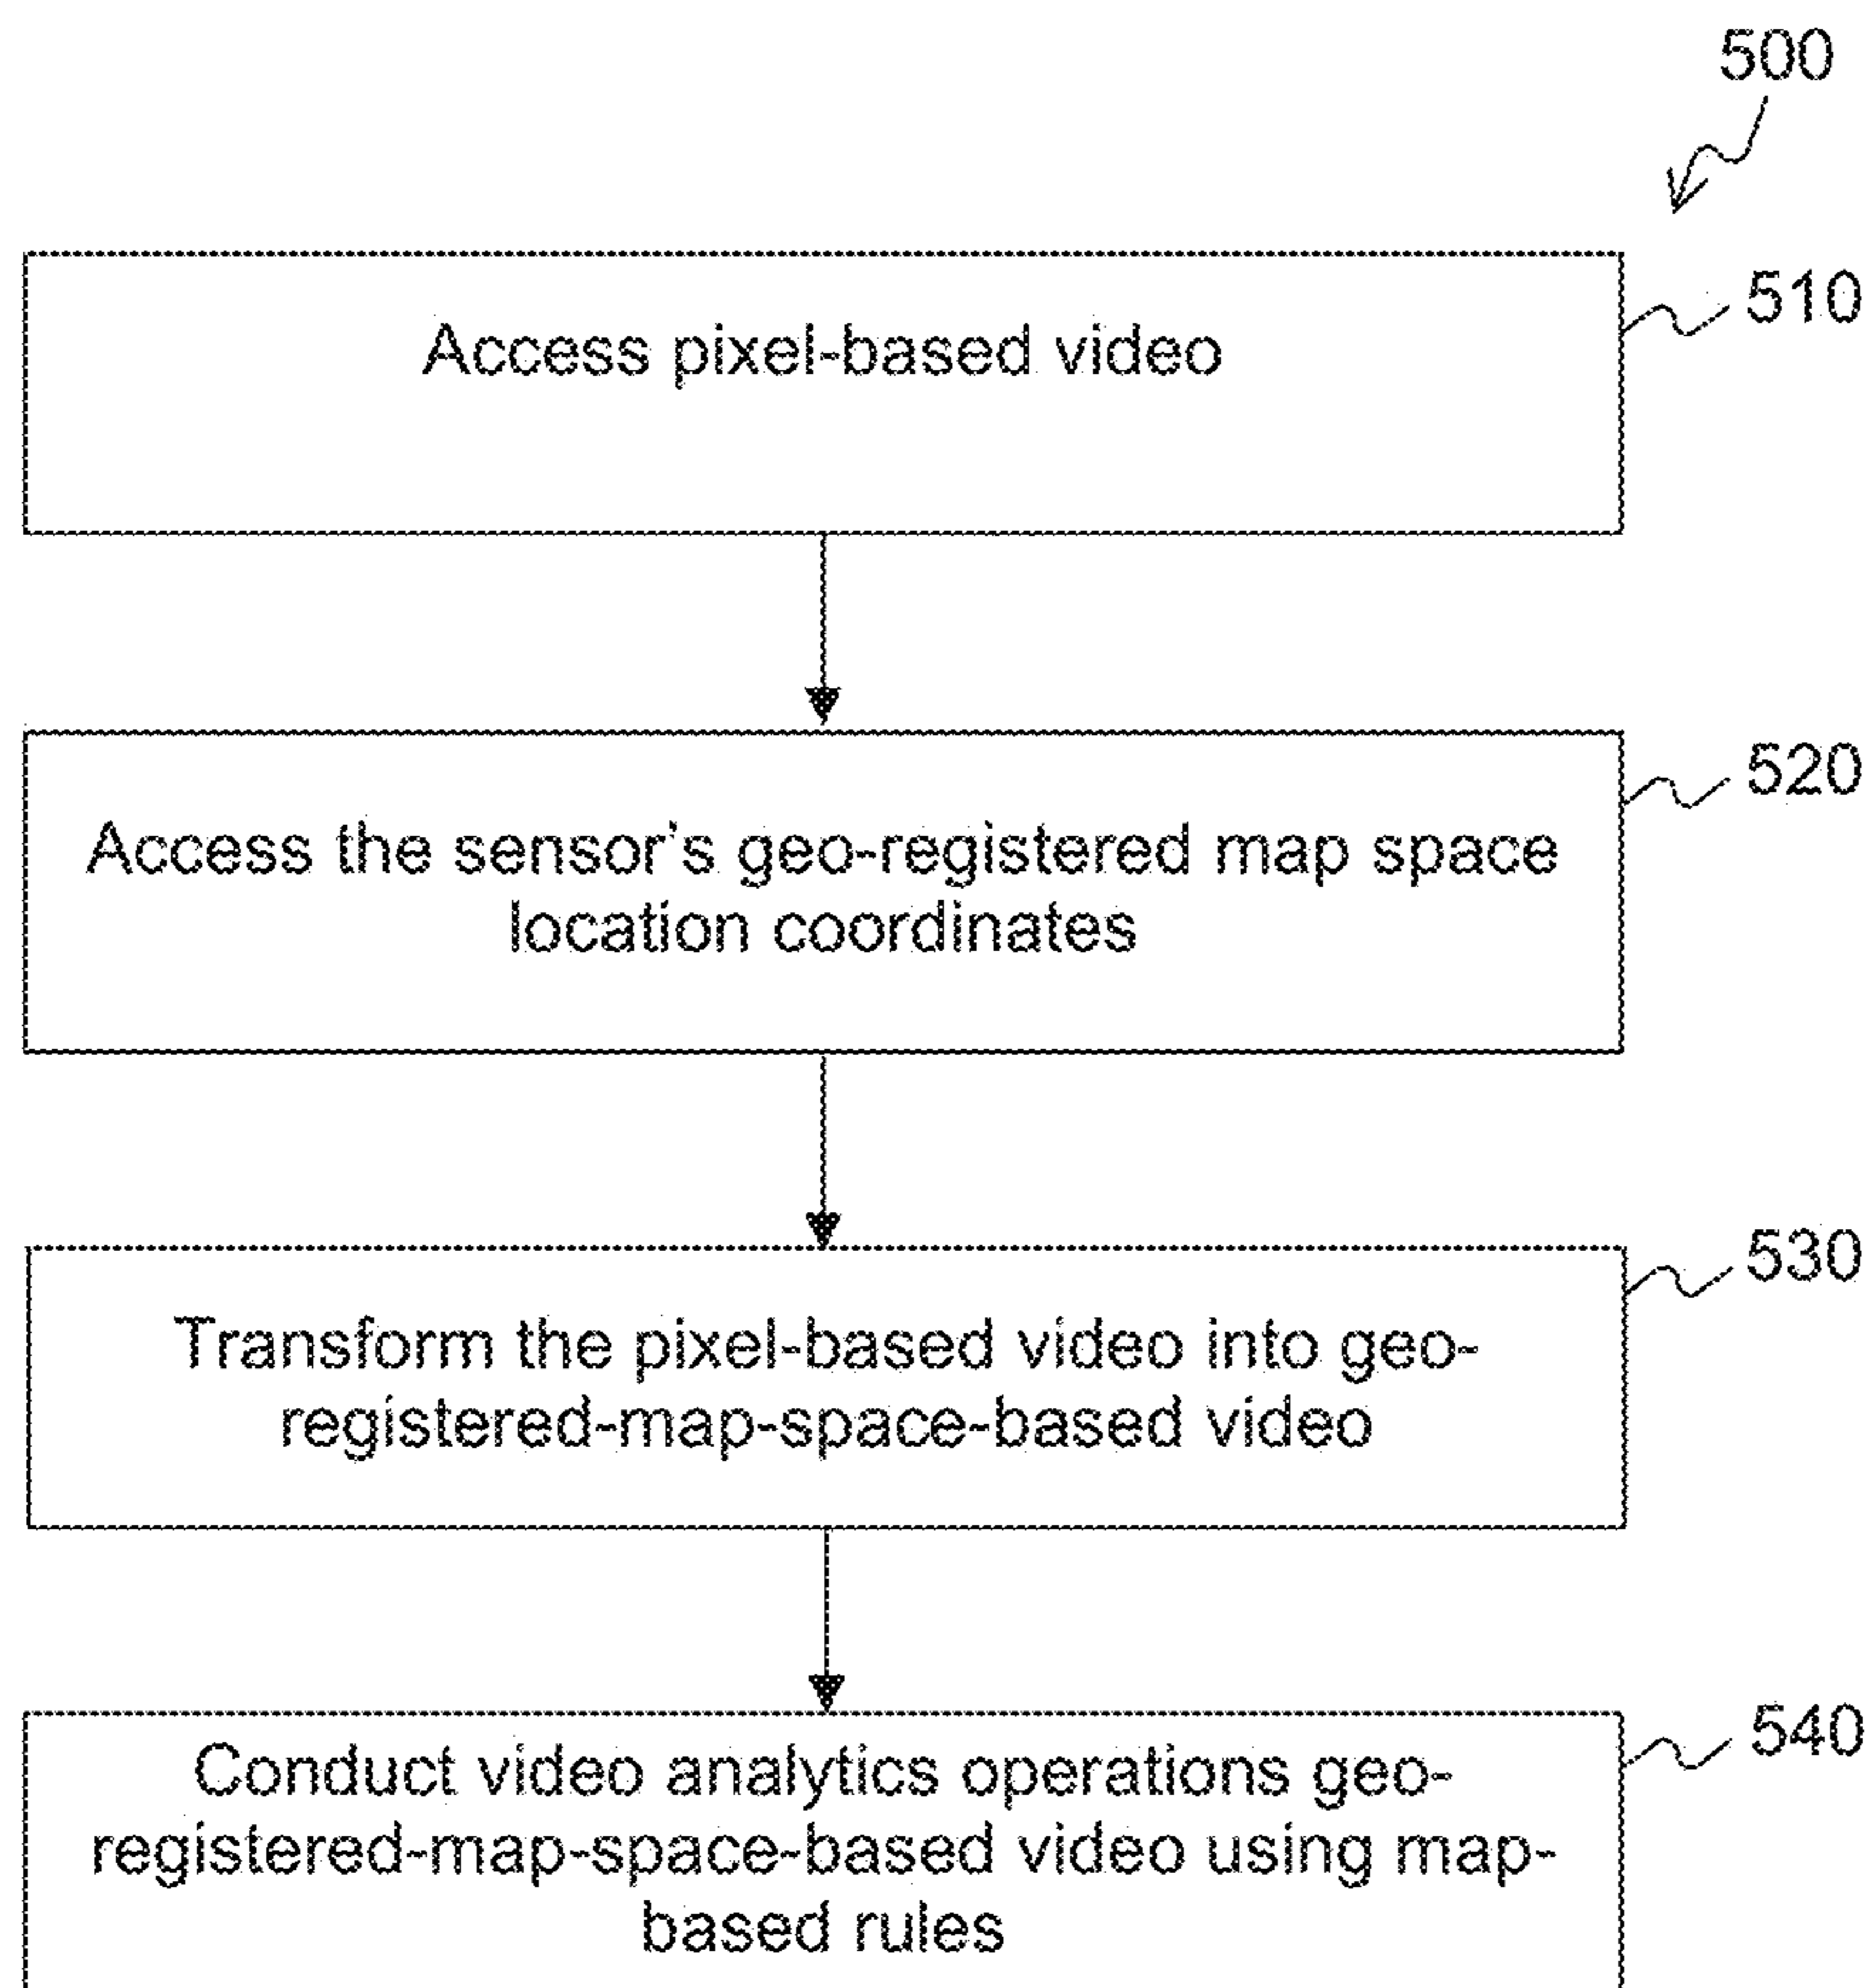 500
Access pixel-based video
510
Access the sensor's geo-registered map space
location coordinates
520
Transform the pixel-based video into geo-
registered-map-space-based video
530
Conduct video analytics operations geo-
registered-map-space-based video using map-
based rules
540